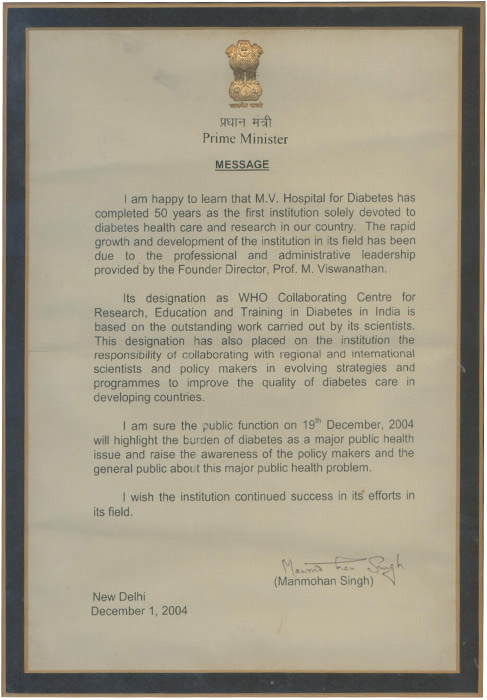 सत्यमेव जयते
प्रधान मंत्री
Prime Minister
MESSAGE
I am happy to learn that M.V. Hospital for Diabetes has
completed 50 years as the first institution solely devoted to
diabetes health care and research in our country. The rapid
growth and development of the institution in its field has been
due to the professional and administrative leadership
provided by the Founder Director, Prof. M. Viswanathan.
Its designation as WHO Collaborating Centre for
Research, Education and Training in Diabetes in India is
based on the outstanding work carried out by its scientists.
This designation has also placed on the institution the
responsibility of collaborating with regional and international
scientists and policy makers in evolving strategies and
programmes to improve the quality of diabetes care in
developing countries.
I am sure the public function on 19th December, 2004
will highlight the burden of diabetes as a major public health
issue and raise the awareness of the policy makers and the
general public about this major public health problem.
I wish the institution continued success in its efforts in
its field.
Manmohan Singh
(Manmohan Singh)
New Delhi
December 1, 2004